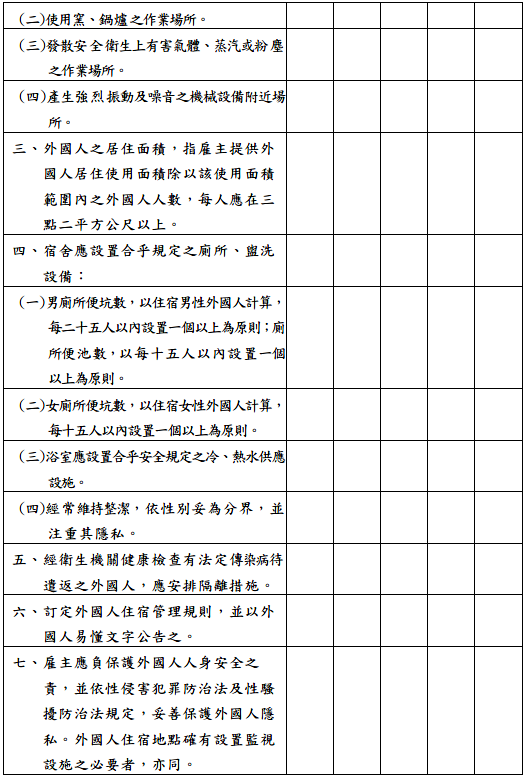 (二)使用窯、鍋爐之作業場所。
(三)發散安全衛生上有害氣體、蒸汽或粉塵
之作業場所。
(四)產生強烈振動及噪音之機械設備附近場
所。
三、外國人之居住面積，指雇主提供外
國人居住使用面積除以該使用面積
範圍內之外國人人數，每人應在三
點二平方公尺以上。
四、宿舍應設置合乎規定之廁所、盥洗
設備：
(一)男廁所便坑數，以住宿男性外國人計算，
每二十五人以內設置一個以上為原則；廁
所便池數，以每十五人以內設置一個
以上為原則。
(二)女廁所便坑數，以住宿女性外國人計算，
每十五人以內設置一個以上為原則。
(三)浴室應設置合乎安全規定之冷、熱水供應
設施。
(四)經常維持整潔，依性別妥為分界，並
注重其隱私。
五、經衛生機關健康檢查有法定傳染病待
遣返之外國人，應安排隔離措施。
六、訂定外國人住宿管理規則，並以外
國人易懂文字公告之。
七、雇主應負保護外國人人身安全之
責，並依性侵害犯罪防治法及性騷
擾防治法規定，妥善保護外國人隱
私。外國人住宿地點確有設置監視
設施之必要者，亦同。